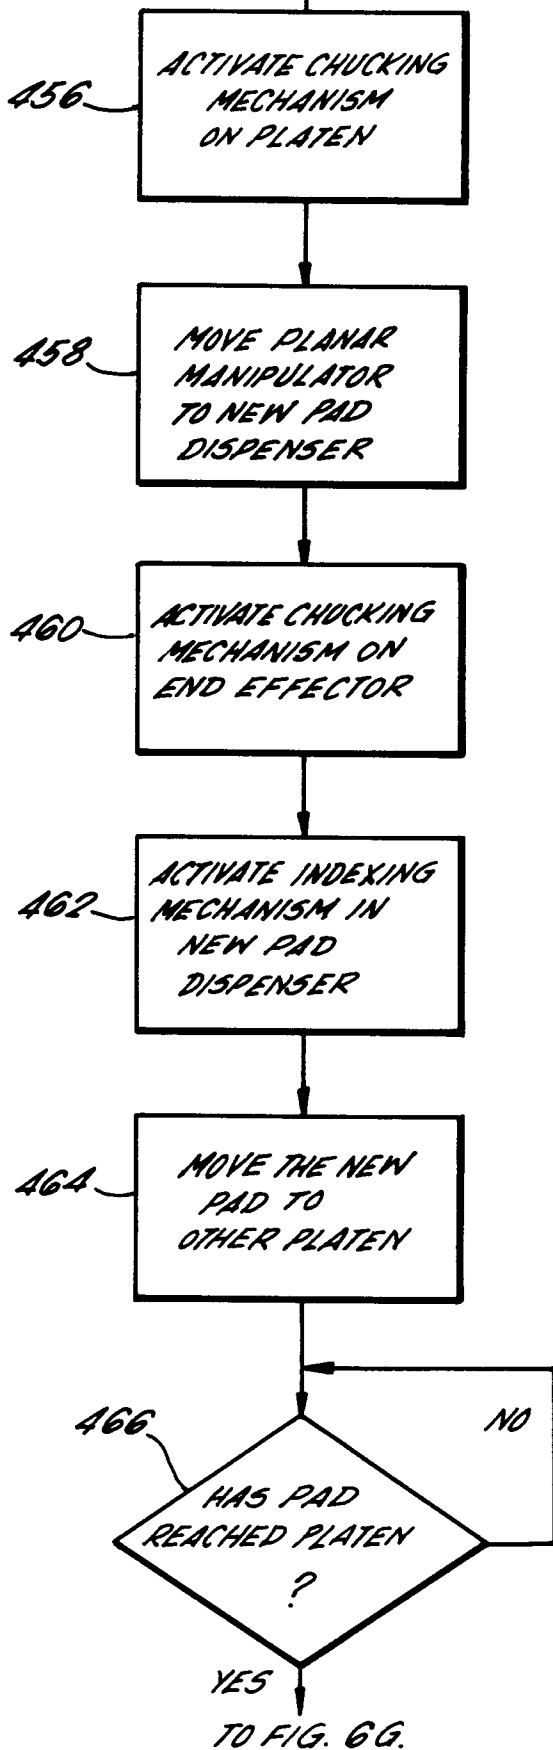 456
ACTIVATE CHUCKING
MECHANISM
ON PLATEN
458
MOVE PLANAR
MANIPULATOR
TO NEW PAD
DISPENSER
460
ACTIVATE CHUCKING
MECHANISM ON
END EFFECTOR
462
ACTIVATE INDEXING
MECHANISM IN
NEW PAD
DISPENSER
464
MOVE THE NEW
PAD TO
OTHER PLATEN
466
NO
HAS PAD
REACHED PLATEN
?
YES
TO FIG. 6G.